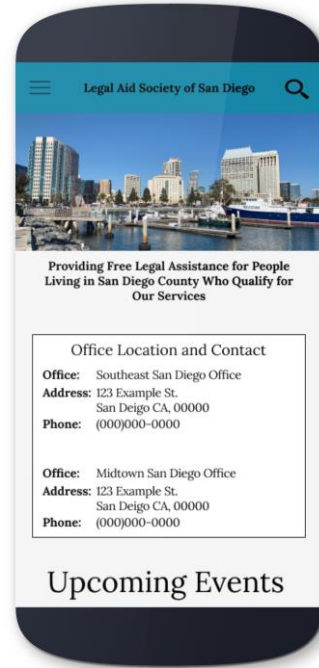 Legal Aid Society of San Diego
Providing Free Legal Assistance for People
Living in San Diego County Who Qualify for
Our Services
Office Location and Contact
Office: Southeast San Diego Office
Address: 123 Example St.
San Deigo CA, 00000
Phone: (000)000-0000
Office: Midtown San Diego Office
Address: 123 Example St.
San Deigo CA, 00000
Phone: (000)000-0000
Upcoming Events